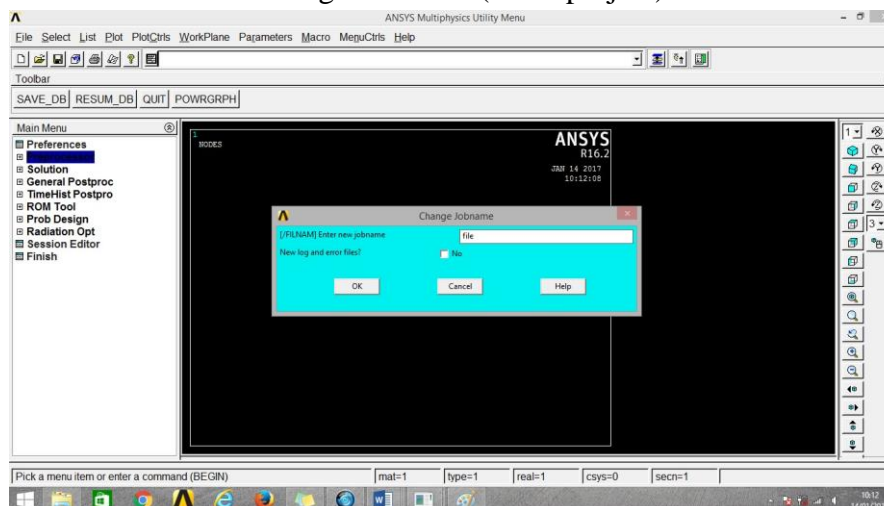 ANSYS Multiphysics Utility Menu
File Select List Plot PlotCtrls WorkPlane Parameters Macro MenuCtrls Help
Toolbar
SAVE_DB RESUM_DB QUIT POWRGRPH
Main Menu
Preferences
Solution
General Postproc
TimeHist Postpro
ROM Tool
Prob Design
Radiation Opt
Session Editor
Finish
1
NODES
ANSYS
R16.2
JAN 14 2017
10:12:08
Change Jobname
[/FILNAM] Enter new jobname file
New log and error files? No
OK Cancel Help
1
3
Pick a menu item or enter a command (BEGIN) mat=1 type=1 real=1 csys=0 secn=1
10:12